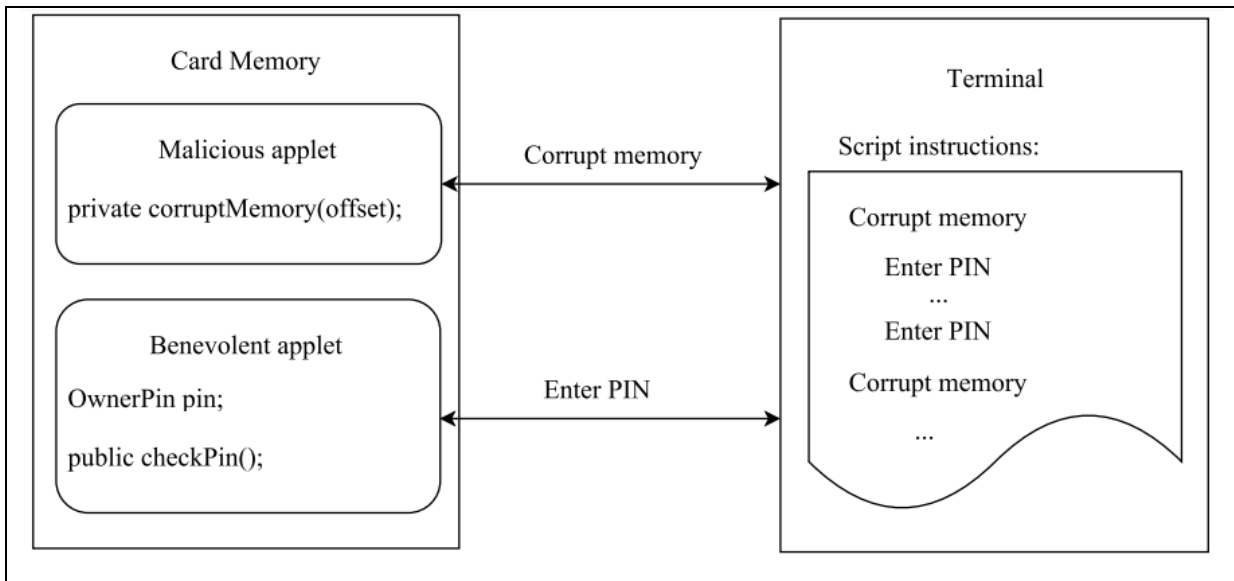 Card Memory
Malicious applet
private corruptMemory(offset);
Benevolent applet
OwnerPin pin;
public checkPin();
Corrupt memory
Enter PIN
Terminal
Script instructions:
Corrupt memory
Enter PIN
...
Enter PIN
Corrupt memory
...